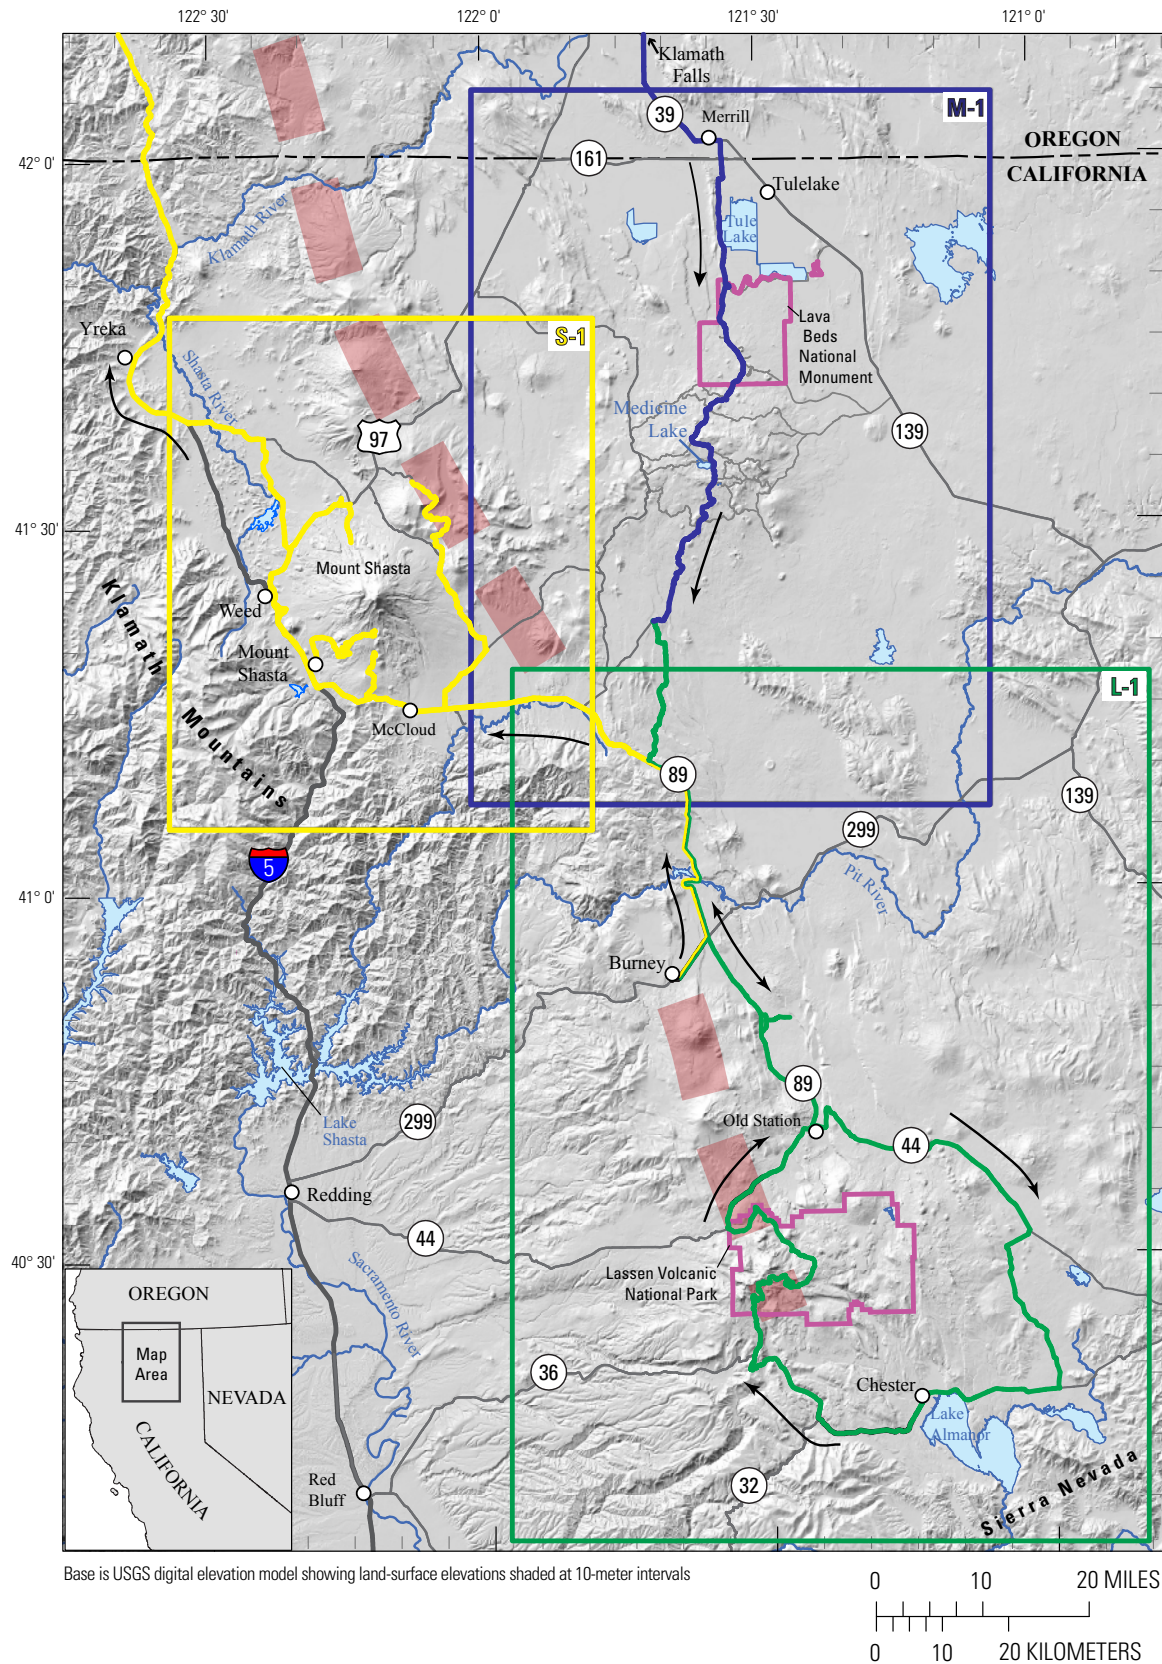 122° 30'
122° 0'
121° 30'
121° 0'
Klamath
Falls
M-1
39
Merrill
OREGON
42° 0'
161
CALIFORNIA
Tulelake
Klamath River
Tule
Lake
Yreka
S-1
Lava
Beds
National
Monument
Shasta River
Medicine
Lake
97
139
41° 30'
Mount Shasta
Klamath
Weed
Mount
Shasta
L-1
Mountains
McCloud
89
139
299
5
Pit River
41° 0'
Burney
89
Lake
Shasta
299
Old Station
44
Redding
44
Sacramento River
40° 30'
Lassen Volcanic
National Park
OREGON
Map
Area
36
NEVADA
Chester
Lake
Almanor
CALIFORNIA
Red
Bluff
32
Sierra Nevada
Base is USGS digital elevation model showing land-surface elevations shaded at 10-meter intervals
0 10 20 MILES
0 10 20 KILOMETERS